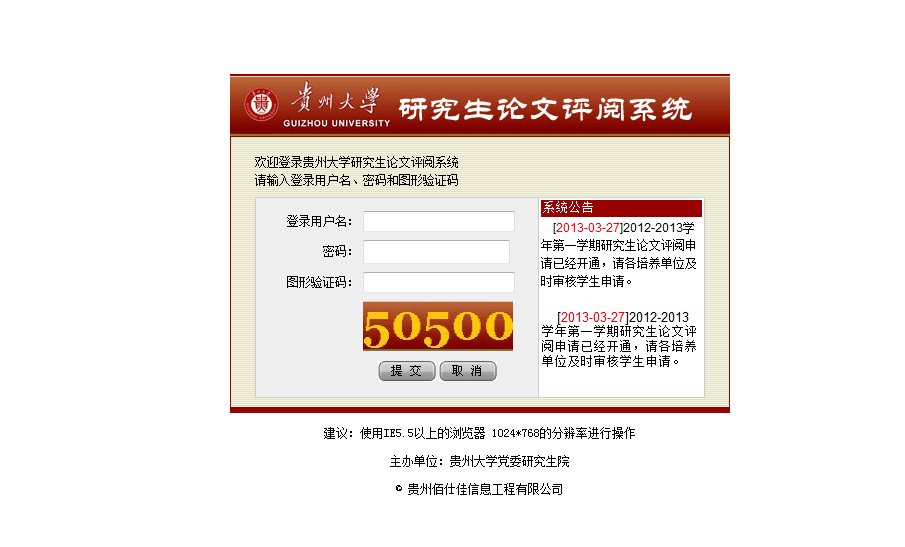 贵州大学
GUIZHOU UNIVERSITY
研究生论文评阅系统
欢迎登录贵州大学研究生论文评阅系统
请输入登录用户名、密码和图形验证码
登录用户名:
密码:
图形验证码:
50500
提 交 取 消
系统公告
[2013-03-27]2012-2013学
年第一学期研究生论文评阅申
请已经开通，请各培养单位及
时审核学生申请。
[2013-03-27]2012-2013
学年第一学期研究生论文评
阅申请已经开通，请各培养
单位及时审核学生申请。
建议: 使用IE5.5以上的浏览器 1024*768的分辨率进行操作
主办单位: 贵州大学党委研究生院
© 贵州佰仕佳信息工程有限公司